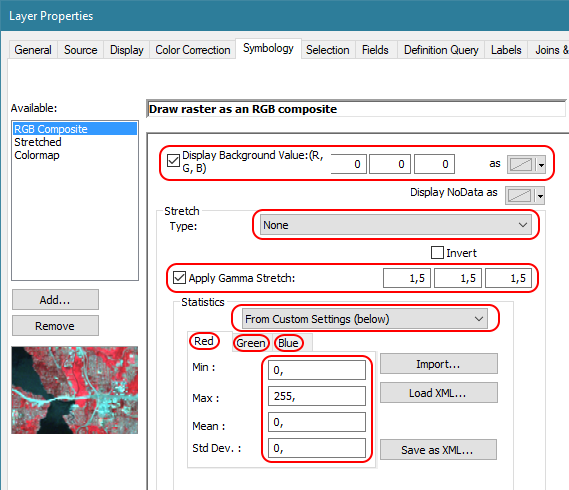 Layer Properties
General Source Display Color Correction Symbology Selection Fields Definition Query Labels Joins &
Available:
RGB Composite
Stretched
Colormap
Add...
Remove
Draw raster as an RGB composite
Display Background Value:(R, G, B) 0 0 0 as
Display NoData as
Stretch
Type: None
Invert
Apply Gamma Stretch: 1,5 1,5 1,5
Statistics
From Custom Settings (below)
Red Green Blue
Min : 0,
Max : 255,
Mean : 0,
Std Dev. : 0,
Import...
Load XML...
Save as XML...